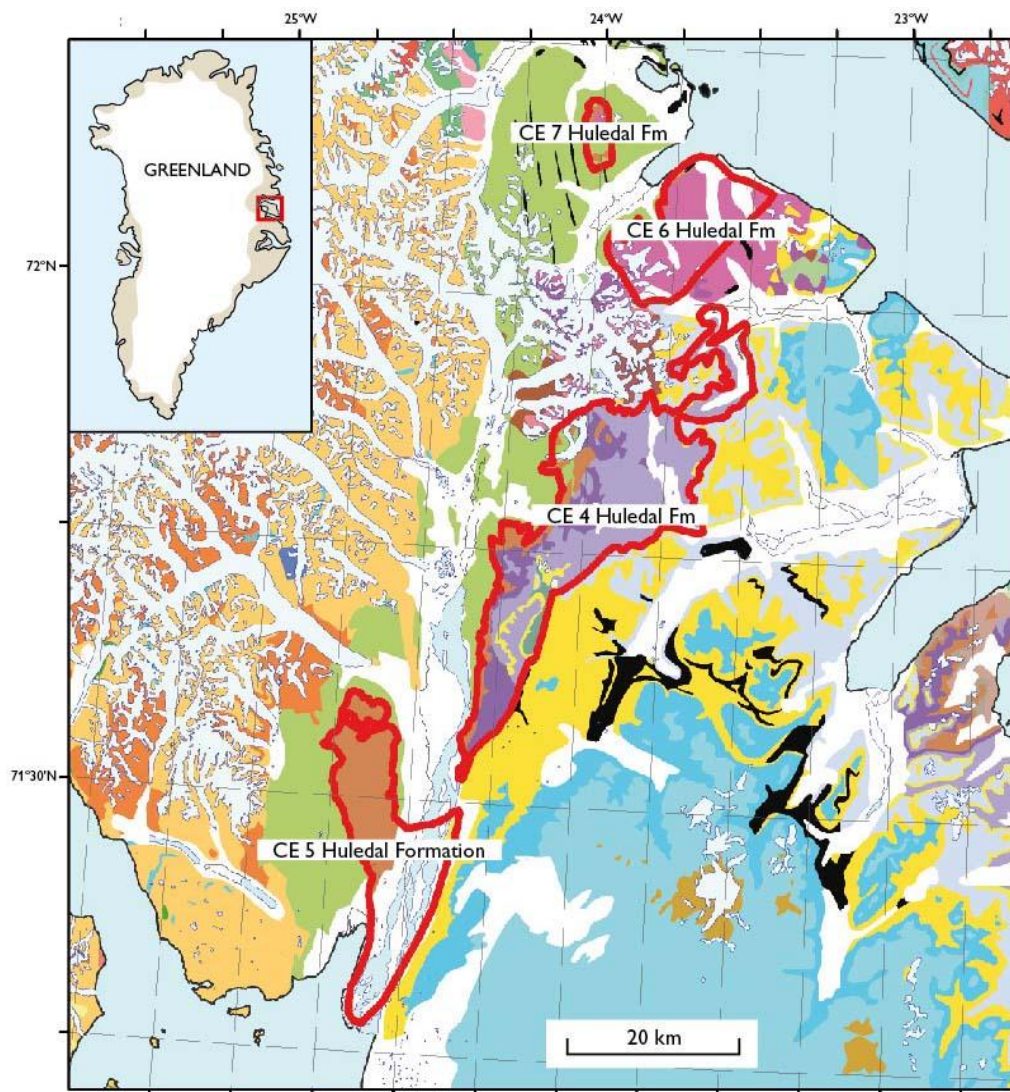 25°W
24°W
23°W
GREENLAND
CE 7 Huledal Fm
CE 6 Huledal Fm
72°N
CE 4 Huledal Fm
71°30'N
CE 5 Huledal Formation
20 km